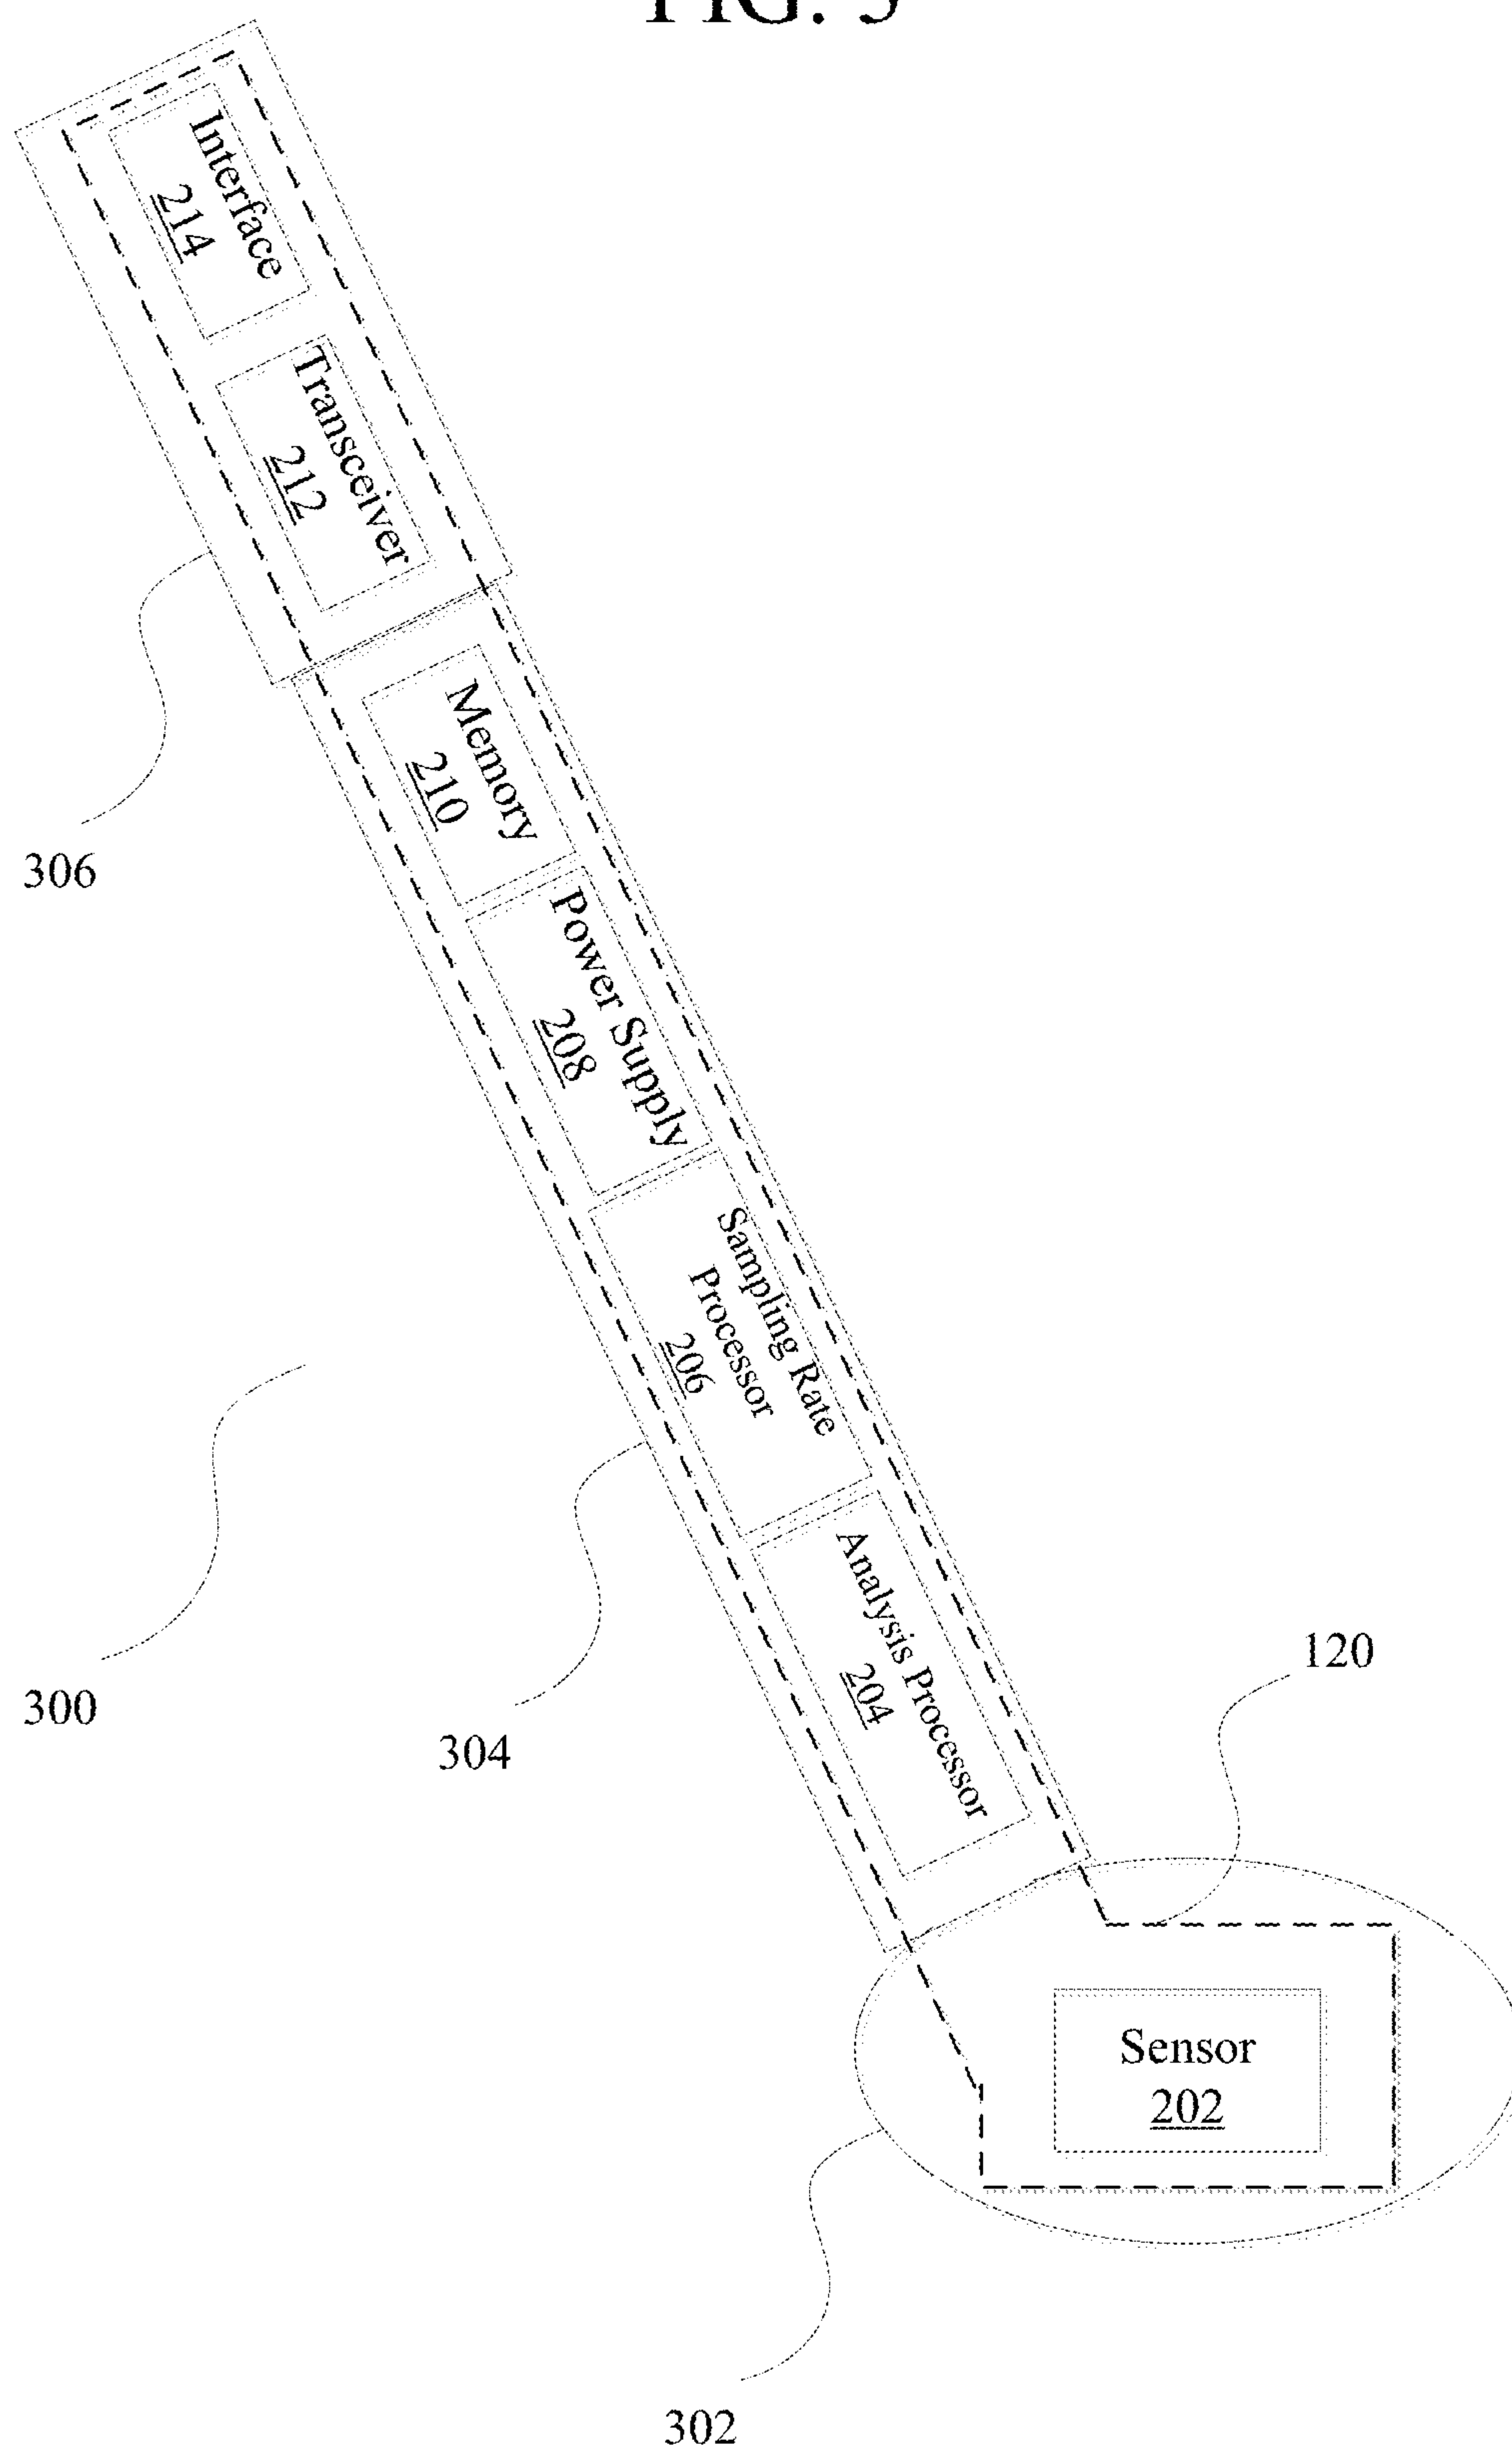 FIG.
Interface
214
Transceiver
212
306
Memory
210
Power Supply
208
Sampling Rate
Processor
206
300
304
Analysis Processor
204
120
Sensor
202
302